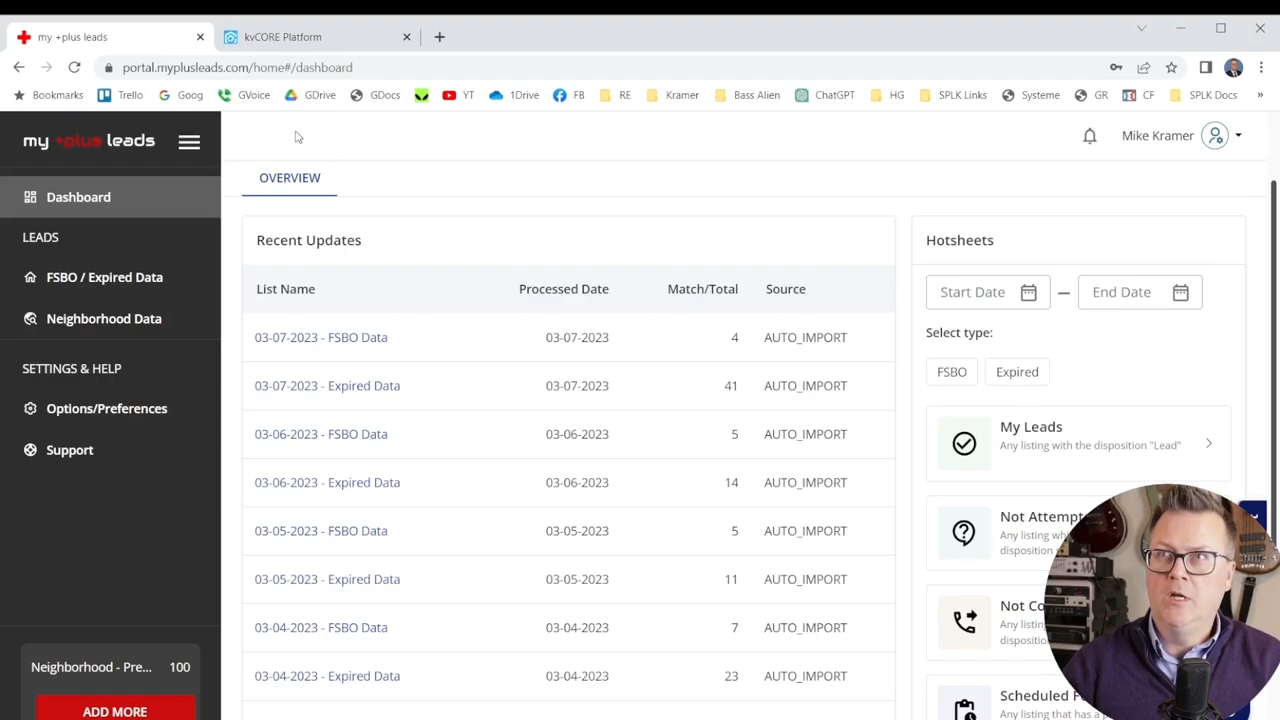 my +plus leads
kvCORE Platform
portal.myplusleads.com/home#/dashboard
Bookmarks Trello Goog GVoice GDrive GDocs YT 1Drive FB RE Kramer Bass Alien ChatGPT HG SPLK Links Systeme GR CF SPLK Docs »
my +plus leads
Mike Kramer
Dashboard
LEADS
FSBO / Expired Data
Neighborhood Data
SETTINGS & HELP
Options/Preferences
Support
Neighborhood - Pre... 100
ADD MORE
OVERVIEW
Recent Updates
List Name Processed Date Match/Total Source
03-07-2023 - FSBO Data 03-07-2023 4 AUTO_IMPORT
03-07-2023 - Expired Data 03-07-2023 41 AUTO_IMPORT
03-06-2023 - FSBO Data 03-06-2023 5 AUTO_IMPORT
03-06-2023 - Expired Data 03-06-2023 14 AUTO_IMPORT
03-05-2023 - FSBO Data 03-05-2023 5 AUTO_IMPORT
03-05-2023 - Expired Data 03-05-2023 11 AUTO_IMPORT
03-04-2023 - FSBO Data 03-04-2023 7 AUTO_IMPORT
03-04-2023 - Expired Data 03-04-2023 23 AUTO_IMPORT
Hotsheets
Start Date — End Date
Select type:
FSBO Expired
My Leads
Any listing with the disposition "Lead"
Not
Any listing
disposition
Not
Any listing
disposition
Scheduled
Any listing that has a